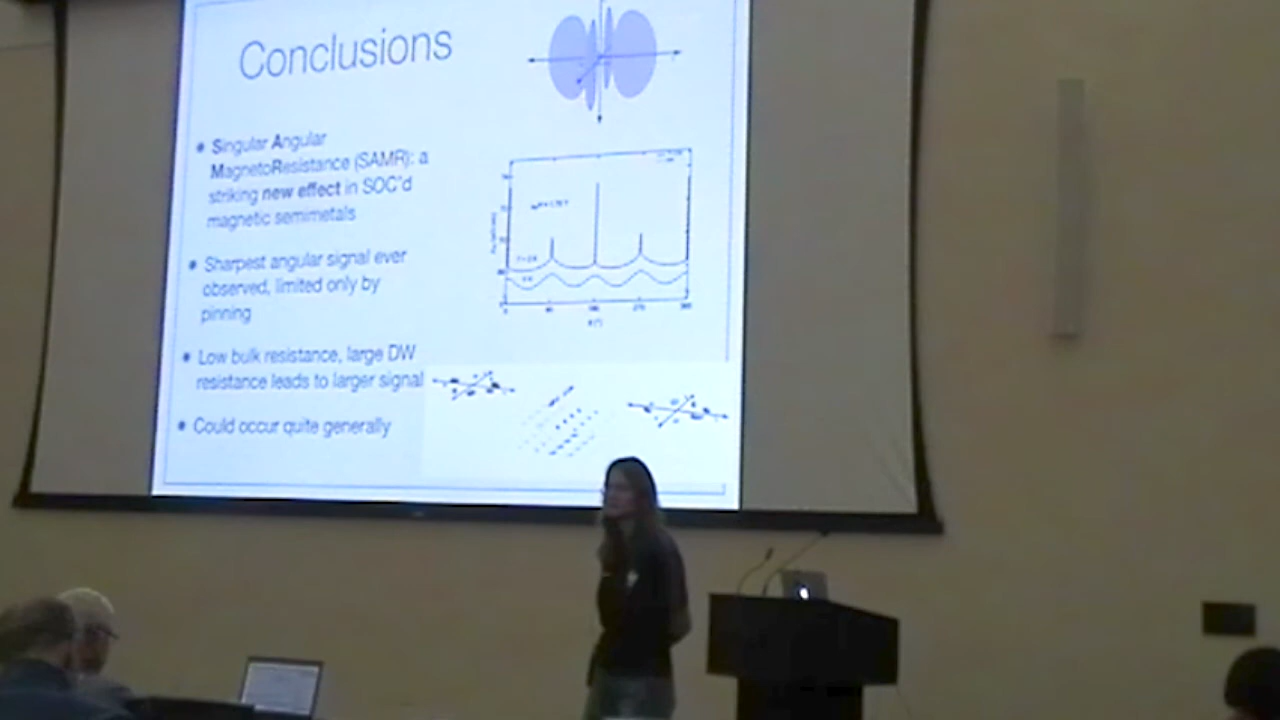 Conclusions
• Singular Angular
MagnetoResistance (SAMR): a
striking new effect in SOC'd
magnetic semimetals
• Sharpest angular signal ever
observed, limited only by
pinning
• Low bulk resistance, large DW
resistance leads to larger signal
• Could occur quite generally